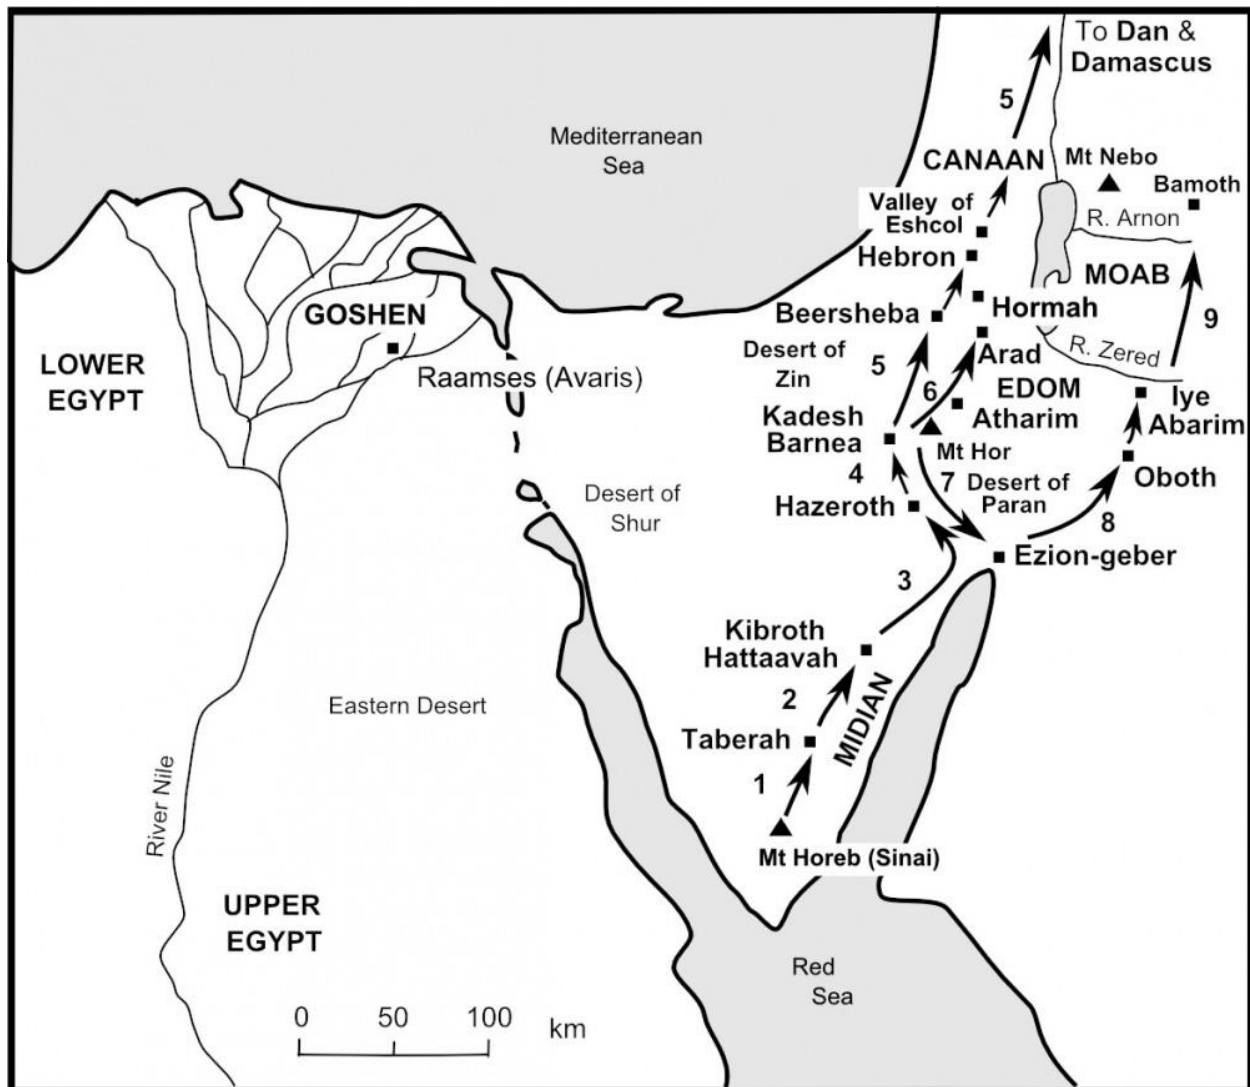 To Dan &
Damascus
5
Mediterranean
Sea
CANAAN
Mt Nebo
Bamoth
Valley of
Eshcol
R. Arnon
Hebron
MOAB
GOSHEN
Beersheba
Hormah
9
LOWER
EGYPT
Desert of
Zin
5
Arad
R. Zered
Raamses (Avaris)
6
EDOM
Iye
Abarim
Kadesh
Barnea
Atharim
Mt Hor
4
7
Desert of
Paran
Oboth
Desert of
Shur
Hazeroth
8
Ezion-geber
3
Kibroth
Hattaavah
2
MIDIAN
Eastern Desert
Taberah
1
River Nile
Mt Horeb (Sinai)
UPPER
EGYPT
Red
Sea
0 50 100 km